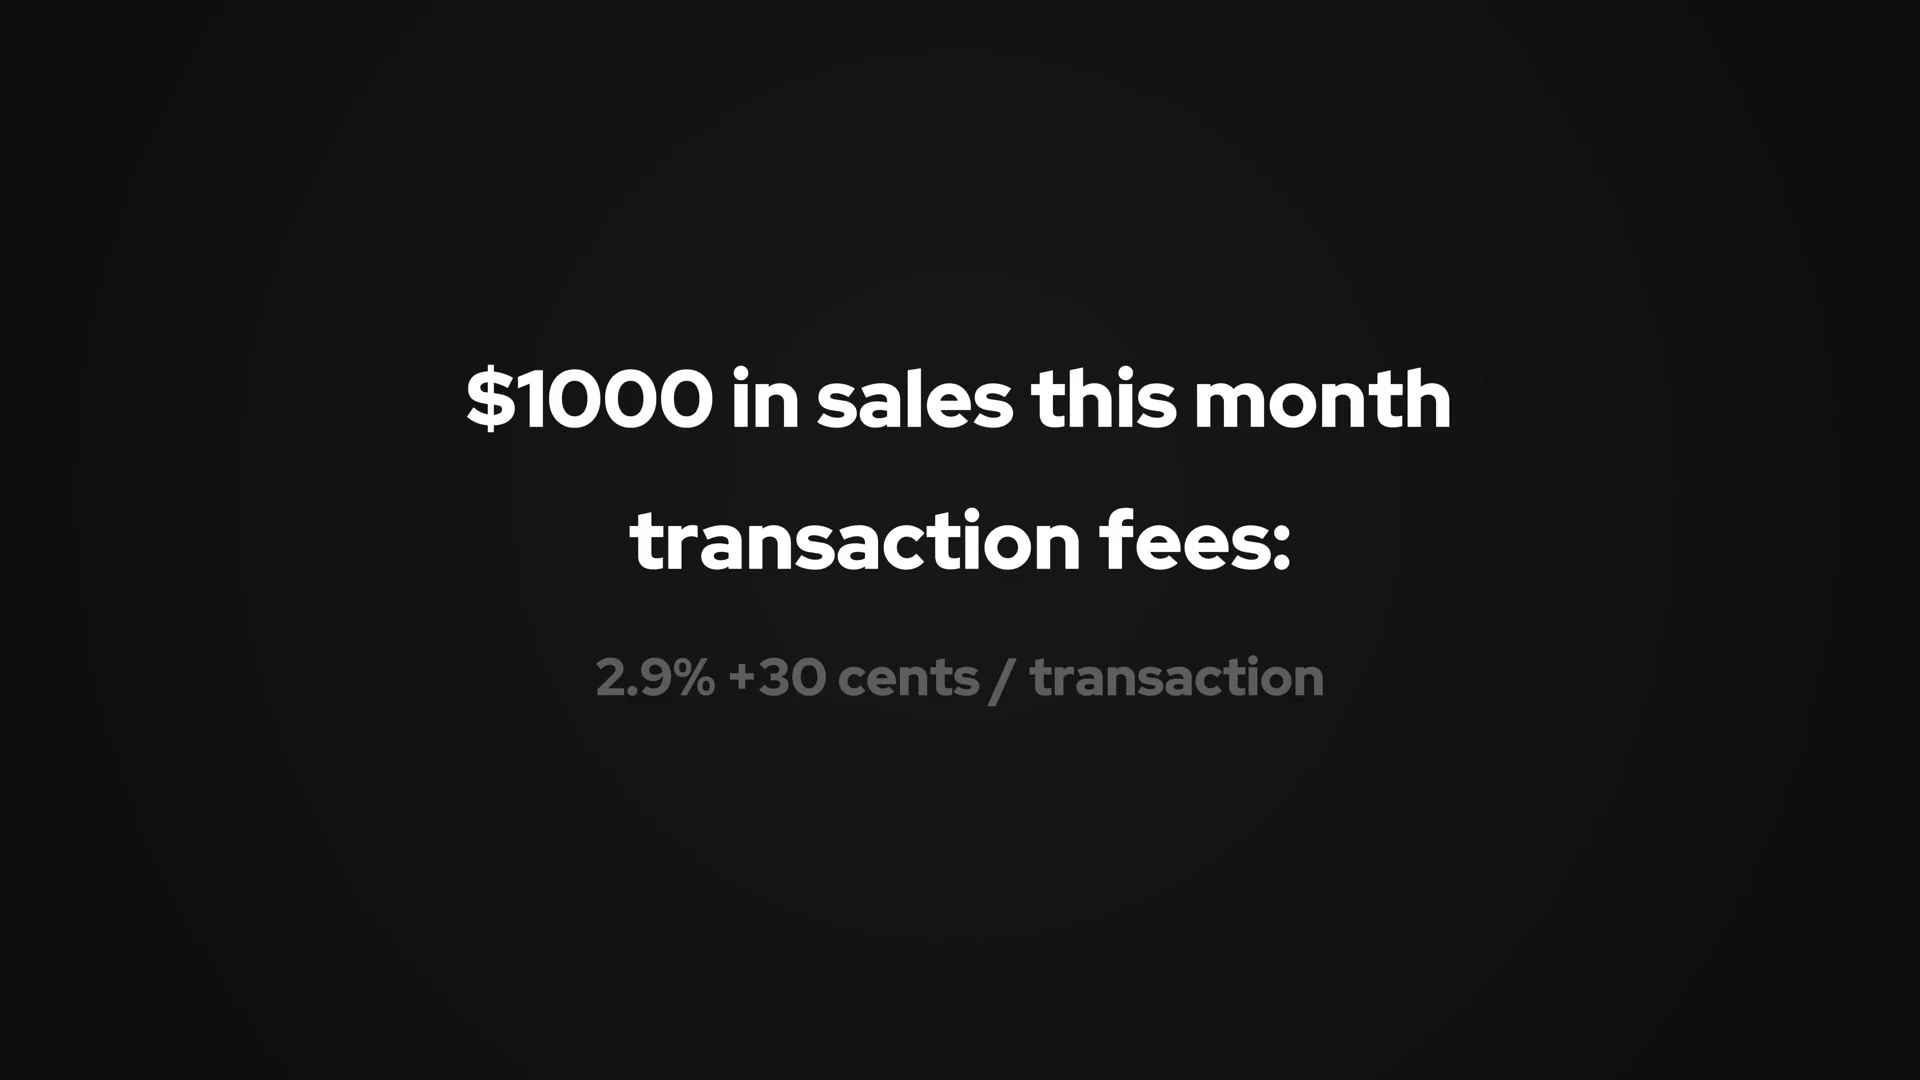 $1000 in sales this month
transaction fees:
2.9% +30 cents / transaction